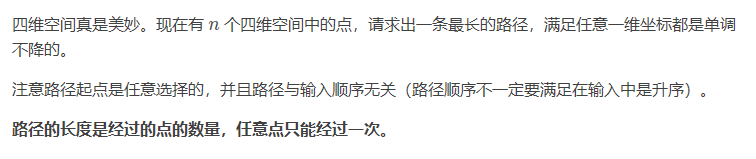 四维空间真是美妙。现在有 n 个四维空间中的点，请求出一条最长的路径，满足任意一维坐标都是单调
不降的。
注意路径起点是任意选择的，并且路径与输入顺序无关（路径顺序不一定要满足在输入中是升序）。
路径的长度是经过的点的数量，任意点只能经过一次。